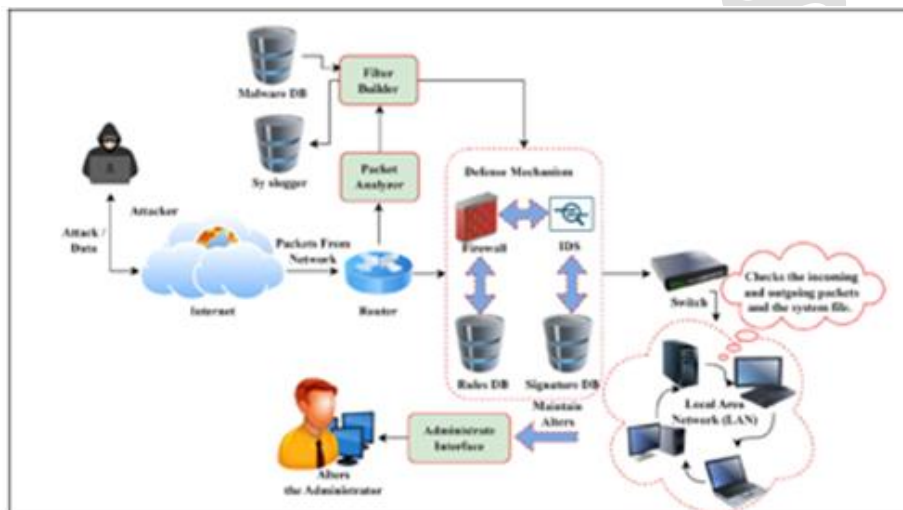 Malware DB
Filter
Builder
Sy slogger
Packet
Analyzer
Defense Mechanism
Attacker
Attack /
Data
Packets From
Network
Internet
Router
Firewall
IDS
Switch
Checks the incoming
and outgoing packets
and the system file.
Rules DB
Signature DB
Local Area
Network (LAN)
Maintain
Alters
Administrate
Interface
Alters
the Administrator